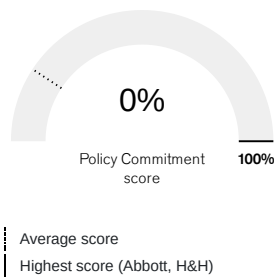 0%
Policy Commitment
score
100%
Average score
Highest score (Abbott, H&H)